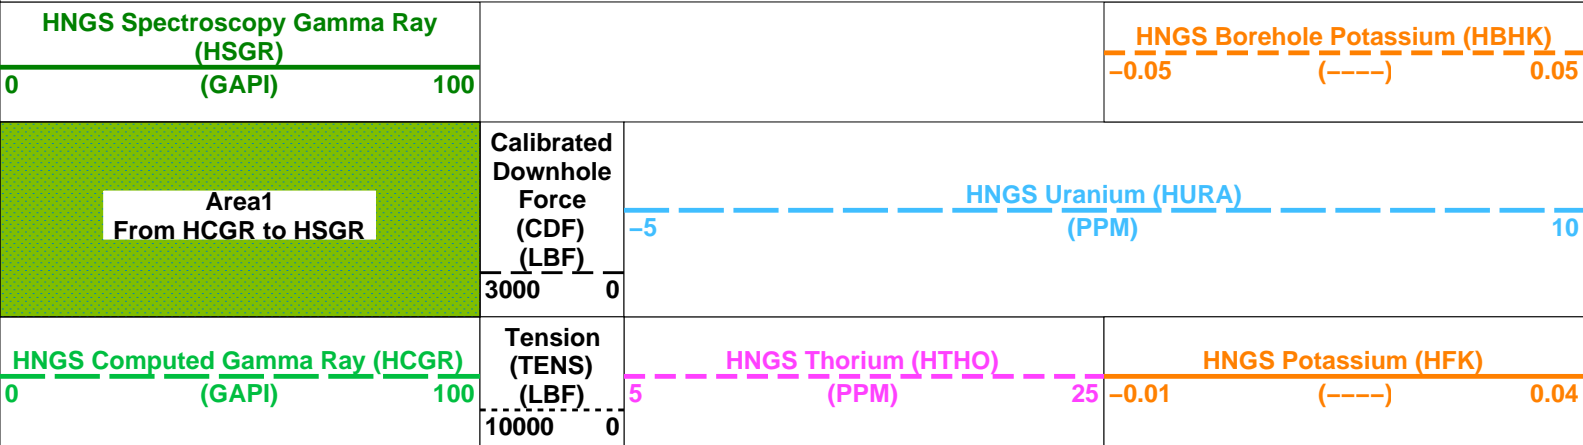 HNGS Spectroscopy Gamma Ray
(HSGR)
0 (GAPI) 100
HNGS Borehole Potassium (HBHK)
−0.05 (−−−−) 0.05
Area1
From HCGR to HSGR
Calibrated
Downhole
Force
(CDF)
(LBF)
3000 0
HNGS Uranium (HURA)
−5 (PPM) 10
HNGS Computed Gamma Ray (HCGR)
0 (GAPI) 100
Tension
(TENS)
(LBF)
10000 0
HNGS Thorium (HTHO)
5 (PPM) 25
HNGS Potassium (HFK)
−0.01 (−−−−) 0.04